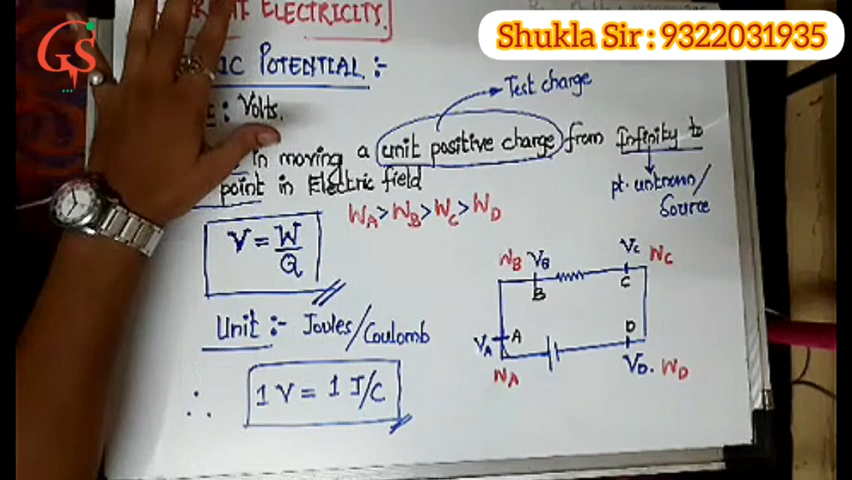 Shukla Sir : 9322031935
GS
ELECTRICITY.
POTENTIAL :-
: Volts.
Test charge
in moving a unit positive charge from Infinity to
point in Electric field
pt. unknown/
Source
W_A > W_B > W_C > W_D
V = W/Q
W_B V_B
V_C W_C
B
C
Unit :- Joules/Coulomb
V_A A
D
W_A
V_D. W_D
∴ 1 V = 1 J/C